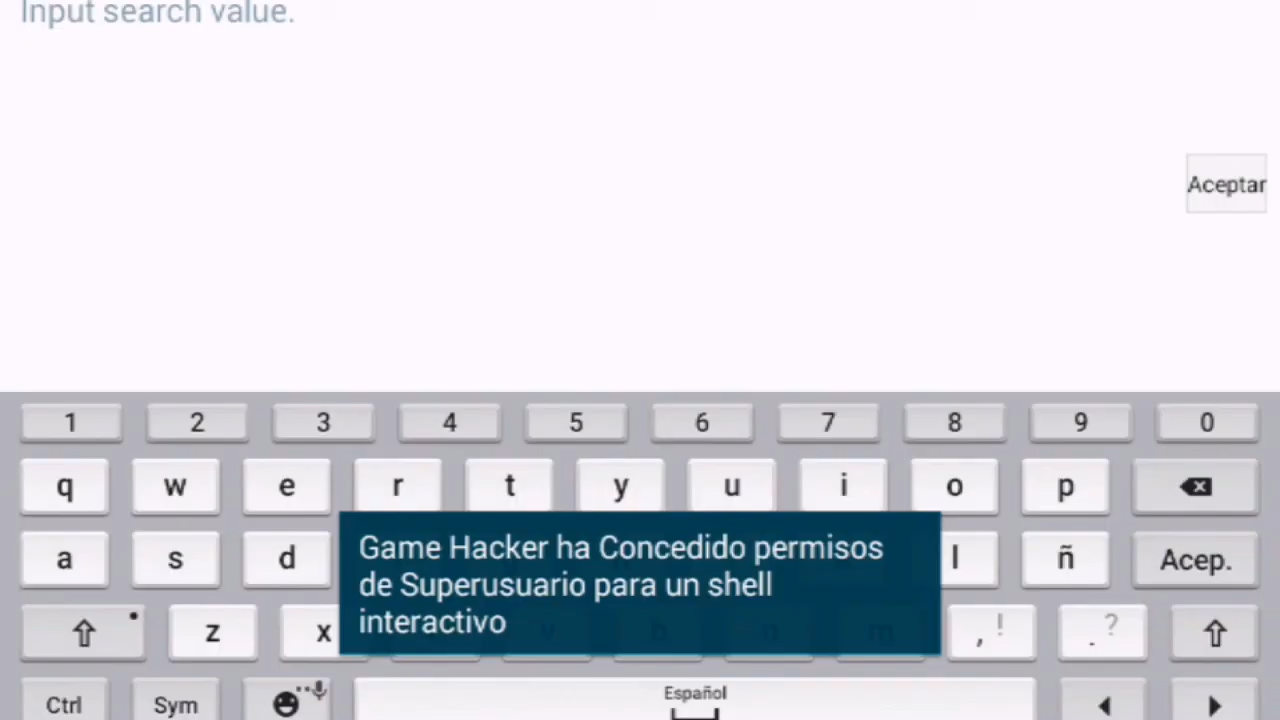 Input search value.
Aceptar
1 2 3 4 5 6 7 8 9 0
q w e r t y u i o p
a s d l ñ Acep.
Game Hacker ha Concedido permisos
de Superusuario para un shell
interactivo
z x v b n m , ! . ?
Ctrl Sym Español